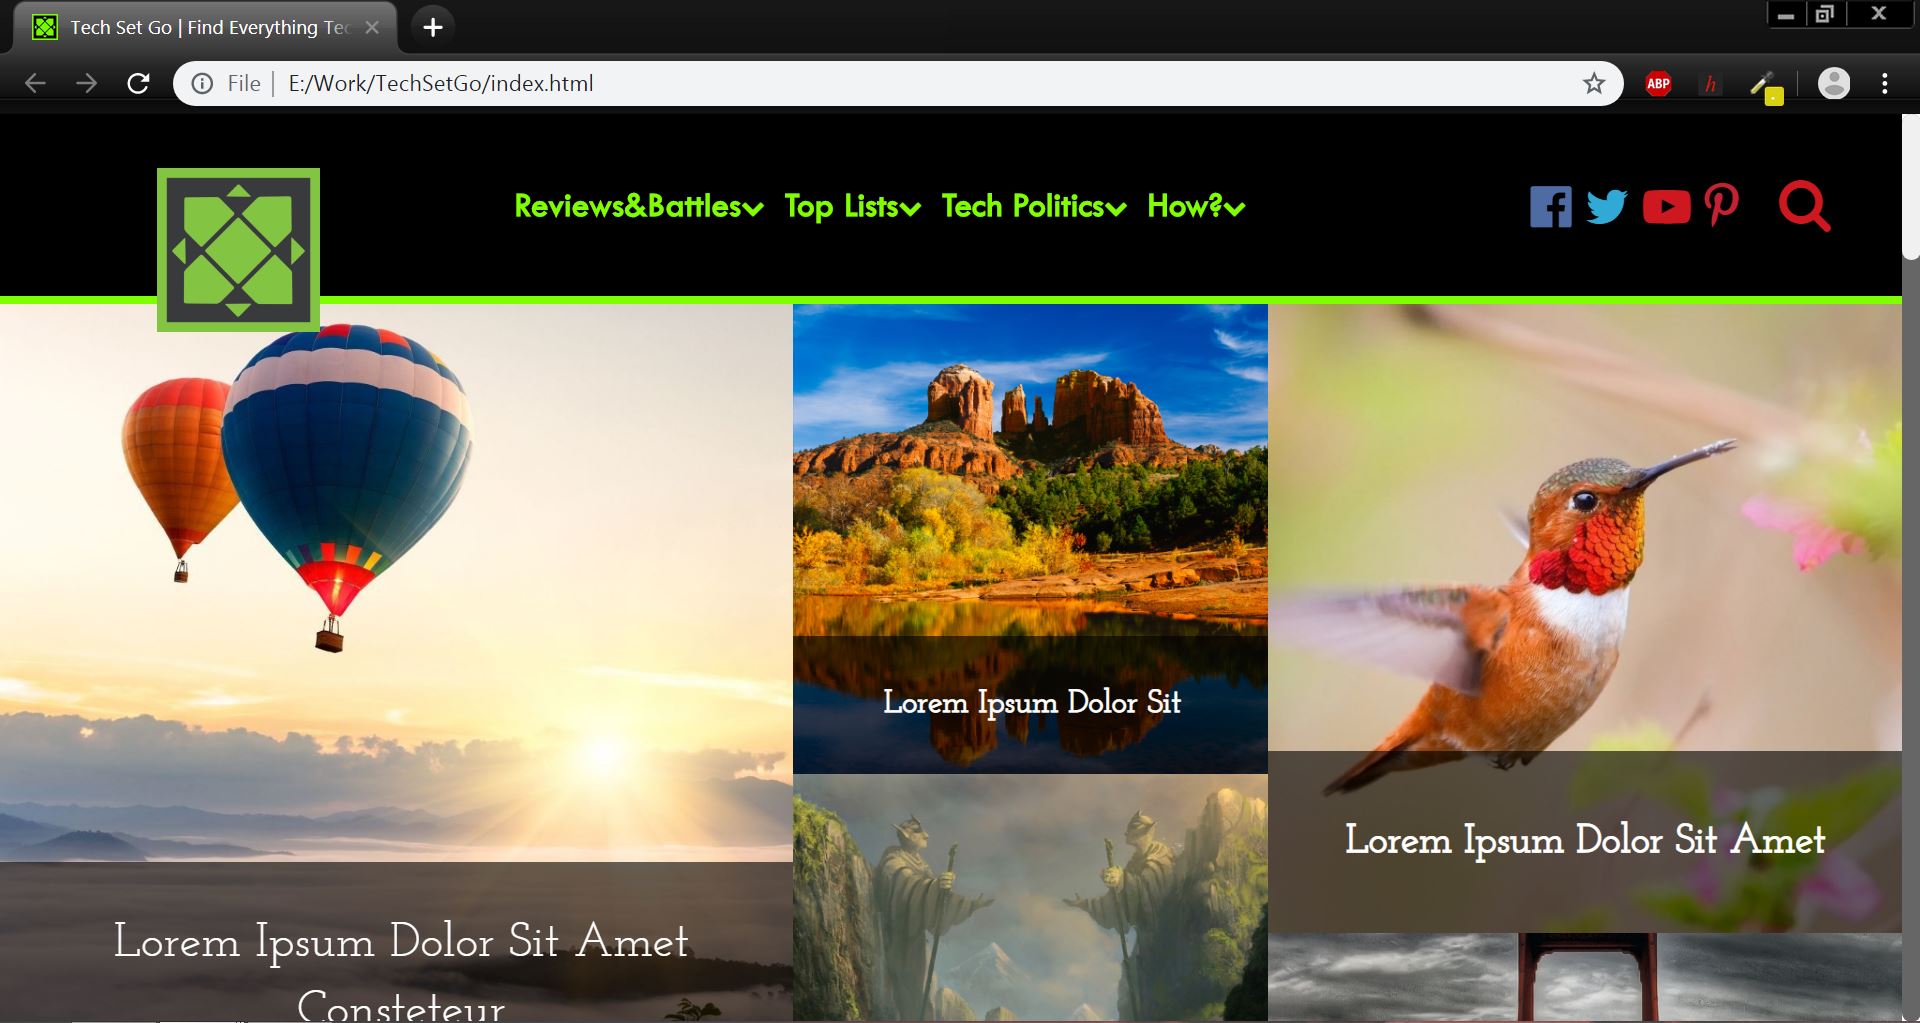 Tech Set Go | Find Everything Tec
File | E:/Work/TechSetGo/index.html
ABP
h
Reviews&Battles Top Lists Tech Politics How?
Lorem Ipsum Dolor Sit
Lorem Ipsum Dolor Sit Amet
Lorem Ipsum Dolor Sit Amet
Consteteur